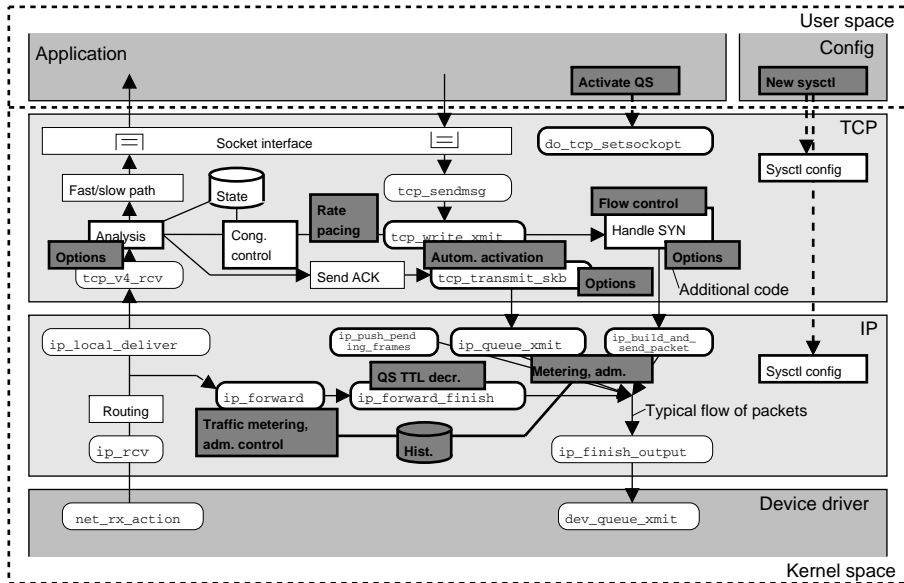 User space
Application
Config
Activate QS
New sysctl
TCP
Socket interface
do_tcp_setsockopt
Sysctl config
Fast/slow path
State
tcp_sendmsg
Rate
pacing
Flow control
Analysis
Cong.
control
tcp_write_xmit
Handle SYN
Options
Autom. activation
Options
tcp_v4_rcv
Send ACK
tcp_transmit_skb
Options
Additional code
IP
ip_local_deliver
ip_push_pend
ing_frames
ip_queue_xmit
ip_build_and_
send_packet
Sysctl config
QS TTL decr.
Metering, adm.
ip_forward
ip_forward_finish
Routing
Typical flow of packets
Traffic metering,
adm. control
Hist.
ip_rcv
ip_finish_output
Device driver
net_rx_action
dev_queue_xmit
Kernel space